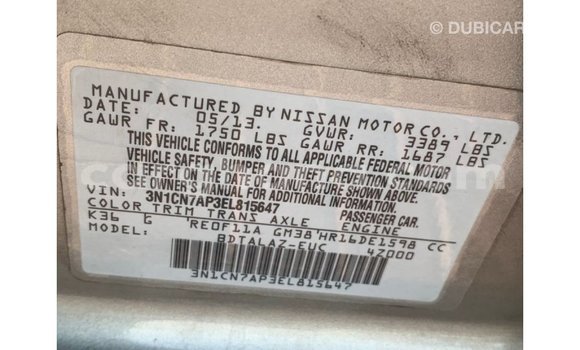 © DUBICAR
MANUFACTURED BY NISSAN MOTOR CO., LTD.
DATE: 05/13. GVWR: 3389 LBS
GAWR FR: 1750 LBS GAWR RR: 1687 LBS
THIS VEHICLE CONFORMS TO ALL APPLICABLE FEDERAL MOTOR
VEHICLE SAFETY, BUMPER AND THEFT PREVENTION STANDARDS
IN EFFECT ON THE DATE OF MANUFACTURE SHOWN ABOVE.
SEE OWNER'S MANUAL FOR ADDITIONAL INFORMATION.
VIN: 3N1CN7AP3EL815647 PASSENGER CAR.
COLOR TRIM TRANS AXLE ENGINE
K36 G RE0F11A GM38 HR16DE1598 CC
MODEL: BDTALAZ-EUC 4Z000
3N1CN7AP3EL815647